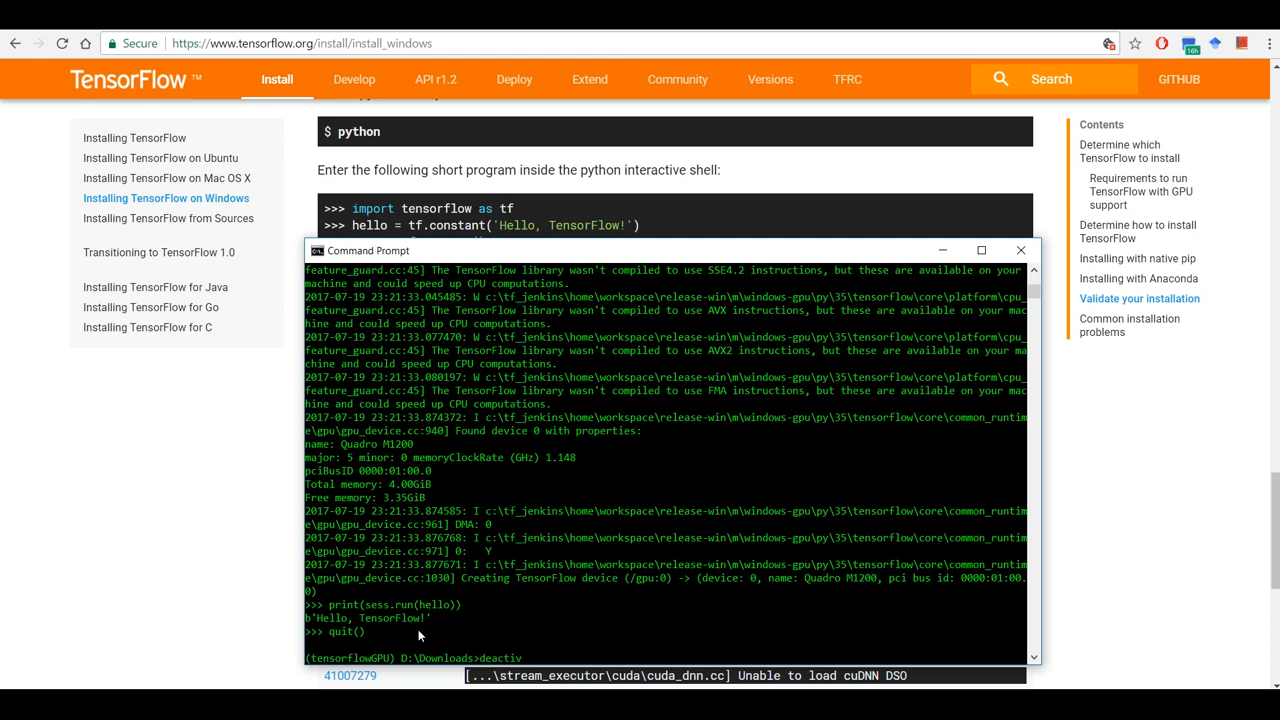 Secure https://www.tensorflow.org/install/install_windows
16h
TensorFlow ™ Install Develop API r1.2 Deploy Extend Community Versions TFRC Search GITHUB
Installing TensorFlow
Installing TensorFlow on Ubuntu
Installing TensorFlow on Mac OS X
Installing TensorFlow on Windows
Installing TensorFlow from Sources
Transitioning to TensorFlow 1.0
Installing TensorFlow for Java
Installing TensorFlow for Go
Installing TensorFlow for C
$ python
Enter the following short program inside the python interactive shell:
>>> import tensorflow as tf
>>> hello = tf.constant('Hello, TensorFlow!')
Command Prompt
feature_guard.cc:45] The TensorFlow library wasn't compiled to use SSE4.2 instructions, but these are available on your
machine and could speed up CPU computations.
2017-07-19 23:21:33.045485: W c:\tf_jenkins\home\workspace\release-win\m\windows-gpu\py\35\tensorflow\core\platform\cpu_
feature_guard.cc:45] The TensorFlow library wasn't compiled to use AVX instructions, but these are available on your mac
hine and could speed up CPU computations.
2017-07-19 23:21:33.077470: W c:\tf_jenkins\home\workspace\release-win\m\windows-gpu\py\35\tensorflow\core\platform\cpu_
feature_guard.cc:45] The TensorFlow library wasn't compiled to use AVX2 instructions, but these are available on your ma
chine and could speed up CPU computations.
2017-07-19 23:21:33.080197: W c:\tf_jenkins\home\workspace\release-win\m\windows-gpu\py\35\tensorflow\core\platform\cpu_
feature_guard.cc:45] The TensorFlow library wasn't compiled to use FMA instructions, but these are available on your mac
hine and could speed up CPU computations.
2017-07-19 23:21:33.874372: I c:\tf_jenkins\home\workspace\release-win\m\windows-gpu\py\35\tensorflow\core\common_runtim
e\gpu\gpu_device.cc:940] Found device 0 with properties:
name: Quadro M1200
major: 5 minor: 0 memoryClockRate (GHz) 1.148
pciBusID 0000:01:00.0
Total memory: 4.00GiB
Free memory: 3.35GiB
2017-07-19 23:21:33.874585: I c:\tf_jenkins\home\workspace\release-win\m\windows-gpu\py\35\tensorflow\core\common_runtim
e\gpu\gpu_device.cc:961] DMA: 0
2017-07-19 23:21:33.876768: I c:\tf_jenkins\home\workspace\release-win\m\windows-gpu\py\35\tensorflow\core\common_runtim
e\gpu\gpu_device.cc:971] 0: Y
2017-07-19 23:21:33.877671: I c:\tf_jenkins\home\workspace\release-win\m\windows-gpu\py\35\tensorflow\core\common_runtim
e\gpu\gpu_device.cc:1030] Creating TensorFlow device (/gpu:0) -> (device: 0, name: Quadro M1200, pci bus id: 0000:01:00.
0)
>>> print(sess.run(hello))
b'Hello, TensorFlow!'
>>> quit()
(tensorflowGPU) D:\Downloads>deactiv
41007279 [...\stream_executor\cuda\cuda_dnn.cc] Unable to load cuDNN DSO
Contents
Determine which
TensorFlow to install
Requirements to run
TensorFlow with GPU
support
Determine how to install
TensorFlow
Installing with native pip
Installing with Anaconda
Validate your installation
Common installation
problems